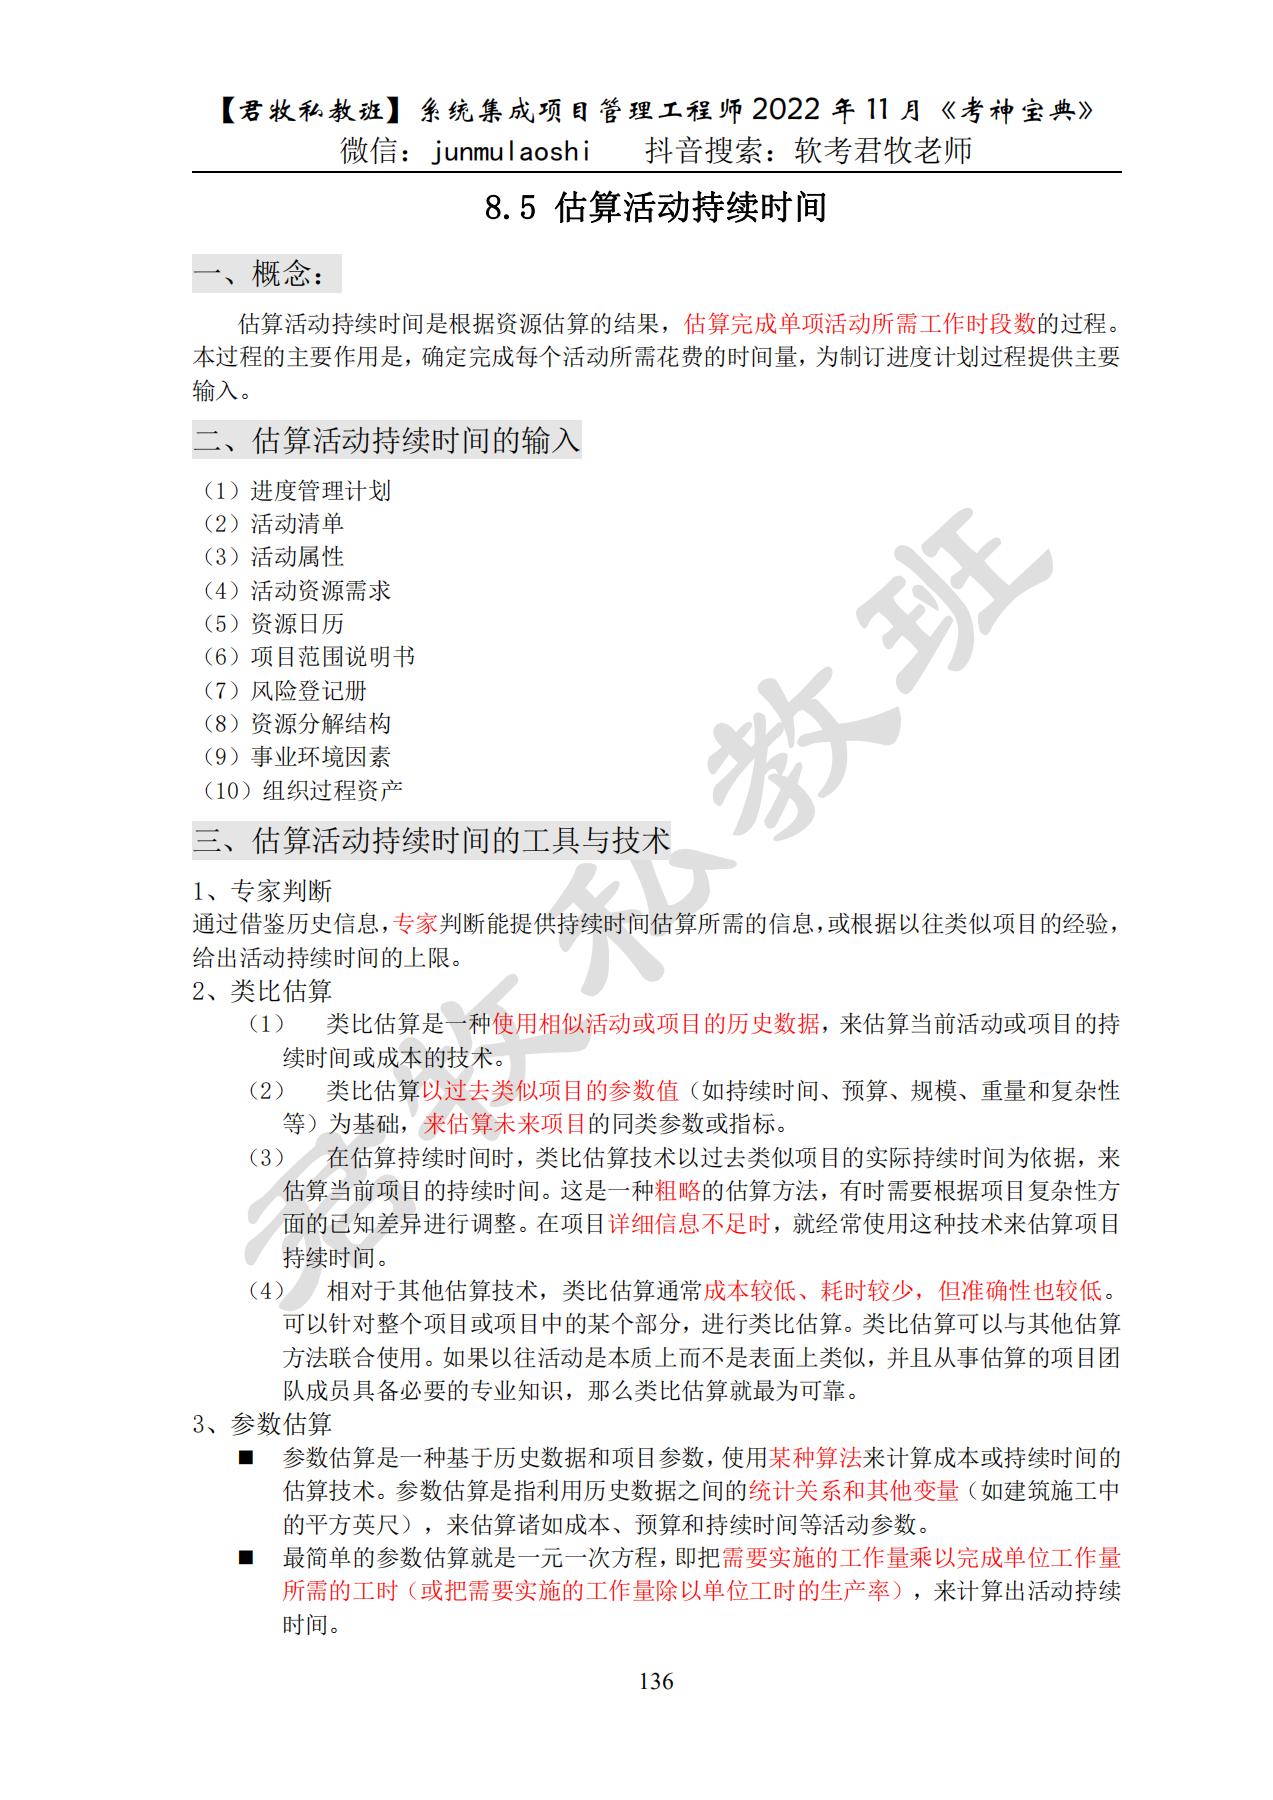 【君牧私教班】系统集成项目管理工程师 2022 年 11 月《考神宝典》
微信：junmulaoshi 抖音搜索：软考君牧老师
8.5 估算活动持续时间
一、概念：
估算活动持续时间是根据资源估算的结果，估算完成单项活动所需工作时段数的过程。
本过程的主要作用是，确定完成每个活动所需花费的时间量，为制订进度计划过程提供主要
输入。
二、估算活动持续时间的输入
（1）进度管理计划
（2）活动清单
（3）活动属性
（4）活动资源需求
（5）资源日历
（6）项目范围说明书
（7）风险登记册
（8）资源分解结构
（9）事业环境因素
（10）组织过程资产
三、估算活动持续时间的工具与技术
1、专家判断
通过借鉴历史信息，专家判断能提供持续时间估算所需的信息，或根据以往类似项目的经验，
给出活动持续时间的上限。
2、类比估算
（1） 类比估算是一种使用相似活动或项目的历史数据，来估算当前活动或项目的持
续时间或成本的技术。
（2） 类比估算以过去类似项目的参数值（如持续时间、预算、规模、重量和复杂性
等）为基础，来估算未来项目的同类参数或指标。
（3） 在估算持续时间时，类比估算技术以过去类似项目的实际持续时间为依据，来
估算当前项目的持续时间。这是一种粗略的估算方法，有时需要根据项目复杂性方
面的已知差异进行调整。在项目详细信息不足时，就经常使用这种技术来估算项目
持续时间。
（4） 相对于其他估算技术，类比估算通常成本较低、耗时较少，但准确性也较低。
可以针对整个项目或项目中的某个部分，进行类比估算。类比估算可以与其他估算
方法联合使用。如果以往活动是本质上而不是表面上类似，并且从事估算的项目团
队成员具备必要的专业知识，那么类比估算就最为可靠。
3、参数估算
■ 参数估算是一种基于历史数据和项目参数，使用某种算法来计算成本或持续时间的
估算技术。参数估算是指利用历史数据之间的统计关系和其他变量（如建筑施工中
的平方英尺），来估算诸如成本、预算和持续时间等活动参数。
■ 最简单的参数估算就是一元一次方程，即把需要实施的工作量乘以完成单位工作量
所需的工时（或把需要实施的工作量除以单位工时的生产率），来计算出活动持续
时间。
136
君牧私教班